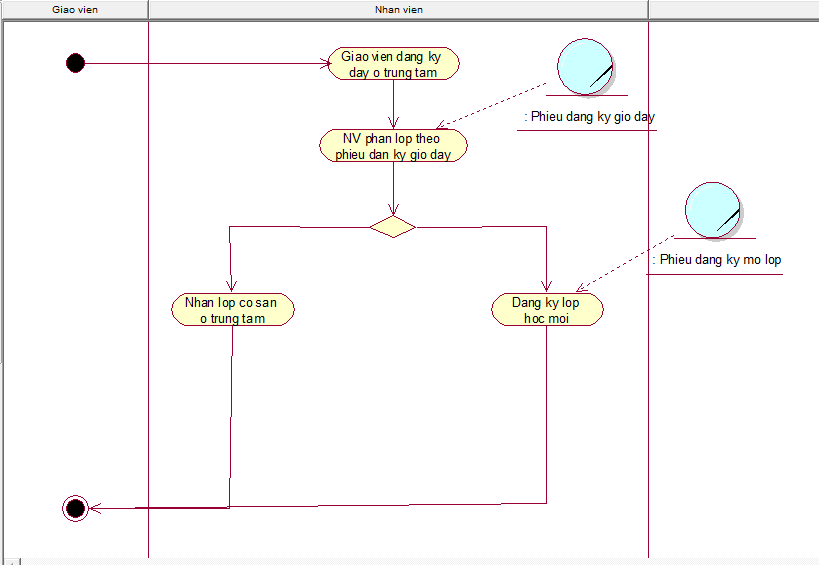 Giao vien
Nhan vien
Giao vien dang ky
day o trung tam
: Phieu dang ky gio day
NV phan lop theo
phieu dan ky gio day
: Phieu dang ky mo lop
Nhan lop co san
o trung tam
Dang ky lop
hoc moi